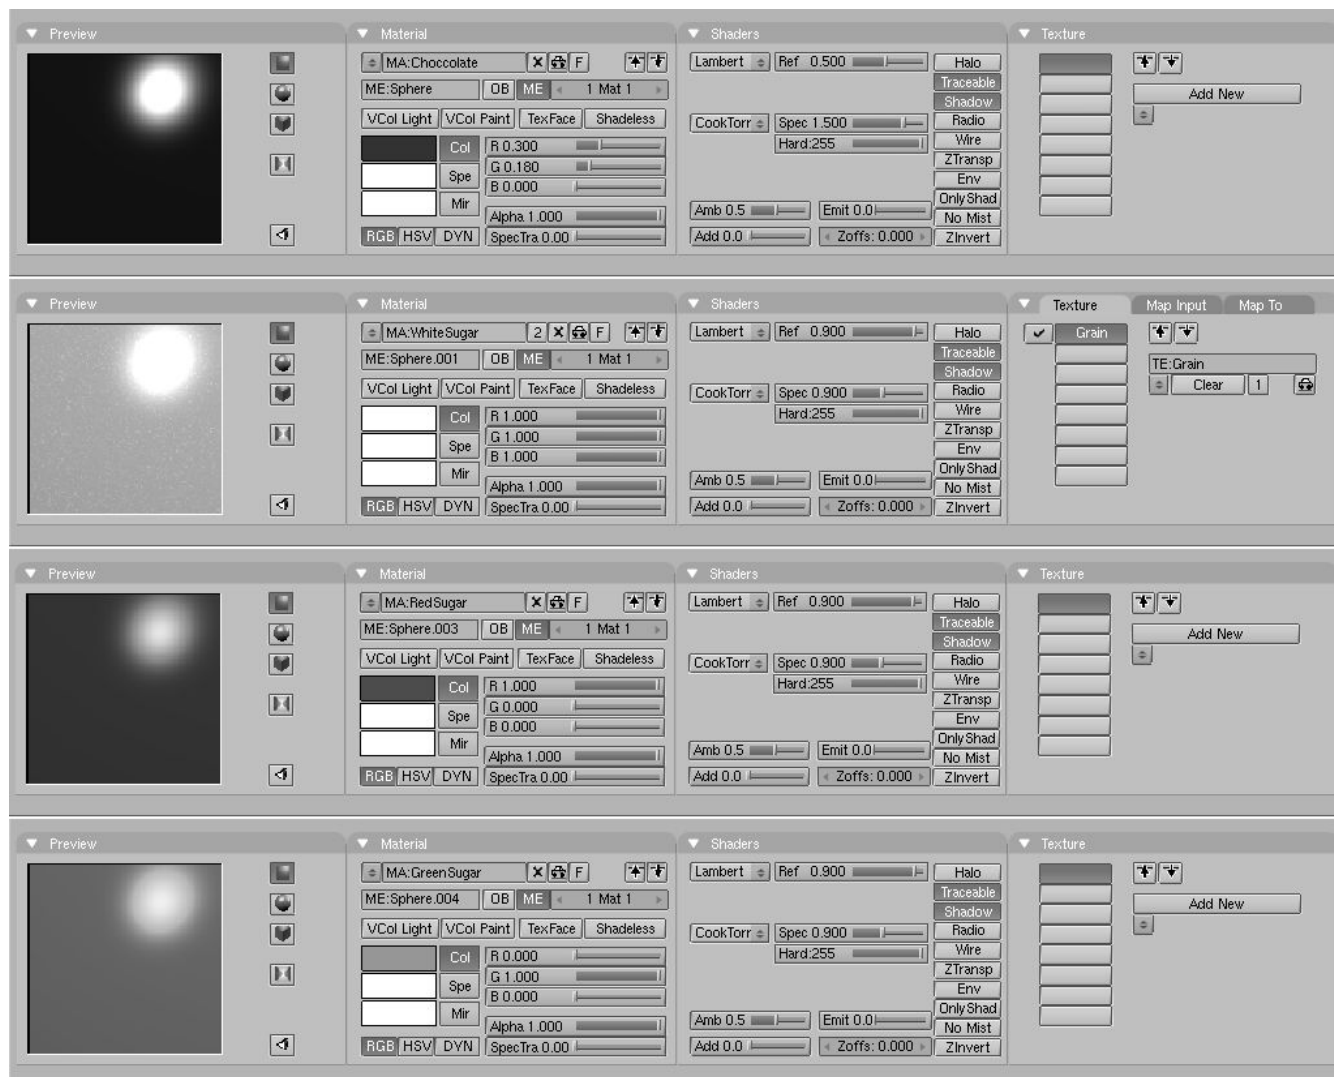 Preview Material Shaders Texture
MA:Choccolate F Lambert Ref 0.500 Halo
ME:Sphere OB ME 1 Mat 1 Traceable Add New
Shadow
VCol Light VCol Paint TexFace Shadeless CookTorr Spec 1.500 Radio
Col R 0.300 Hard:255 Wire
G 0.180 ZTransp
Spe B 0.000 Env
Mir OnlyShad
Alpha 1.000 Amb 0.5 Emit 0.0 No Mist
RGB HSV DYN SpecTra 0.00 Add 0.0 Zoffs: 0.000 ZInvert
Preview Material Shaders Texture Map Input Map To
MA:WhiteSugar 2 F Lambert Ref 0.900 Halo Grain
ME:Sphere.001 OB ME 1 Mat 1 Traceable TE:Grain
Shadow Clear 1
VCol Light VCol Paint TexFace Shadeless CookTorr Spec 0.900 Radio
Col R 1.000 Hard:255 Wire
G 1.000 ZTransp
Spe B 1.000 Env
Mir OnlyShad
Alpha 1.000 Amb 0.5 Emit 0.0 No Mist
RGB HSV DYN SpecTra 0.00 Add 0.0 Zoffs: 0.000 ZInvert
Preview Material Shaders Texture
MA:RedSugar F Lambert Ref 0.900 Halo
ME:Sphere.003 OB ME 1 Mat 1 Traceable Add New
Shadow
VCol Light VCol Paint TexFace Shadeless CookTorr Spec 0.900 Radio
Col R 1.000 Hard:255 Wire
G 0.000 ZTransp
Spe B 0.000 Env
Mir OnlyShad
Alpha 1.000 Amb 0.5 Emit 0.0 No Mist
RGB HSV DYN SpecTra 0.00 Add 0.0 Zoffs: 0.000 ZInvert
Preview Material Shaders Texture
MA:GreenSugar F Lambert Ref 0.900 Halo
ME:Sphere.004 OB ME 1 Mat 1 Traceable Add New
Shadow
VCol Light VCol Paint TexFace Shadeless CookTorr Spec 0.900 Radio
Col R 0.000 Hard:255 Wire
G 1.000 ZTransp
Spe B 0.000 Env
Mir OnlyShad
Alpha 1.000 Amb 0.5 Emit 0.0 No Mist
RGB HSV DYN SpecTra 0.00 Add 0.0 Zoffs: 0.000 ZInvert